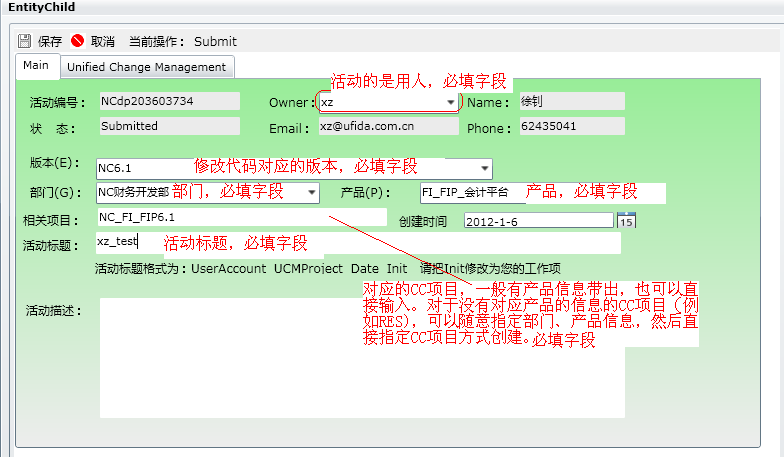 EntityChild
保存 取消 当前操作: Submit
Main Unified Change Management
活动的是用人，必填字段
活动编号: NCdp203603734 Owner: xz Name: 徐钊
状 态: Submitted Email: xz@ufida.com.cn Phone: 62435041
版本(E): NC6.1 修改代码对应的版本，必填字段
部门(G): NC财务开发部 部门，必填字段 产品(P): FI_FIP_会计平台 产品，必填字段
相关项目: NC_FI_FIP6.1 创建时间 2012-1-6 15
活动标题: xz_test 活动标题，必填字段
活动标题格式为: UserAccount UCMProject Date Init 请把Init修改为您的工作项
对应的CC项目，一般有产品信息带出，也可以直
接输入。对于没有对应产品的信息的CC项目（例
如RES），可以随意指定部门、产品信息，然后直
接指定CC项目方式创建。必填字段
活动描述: